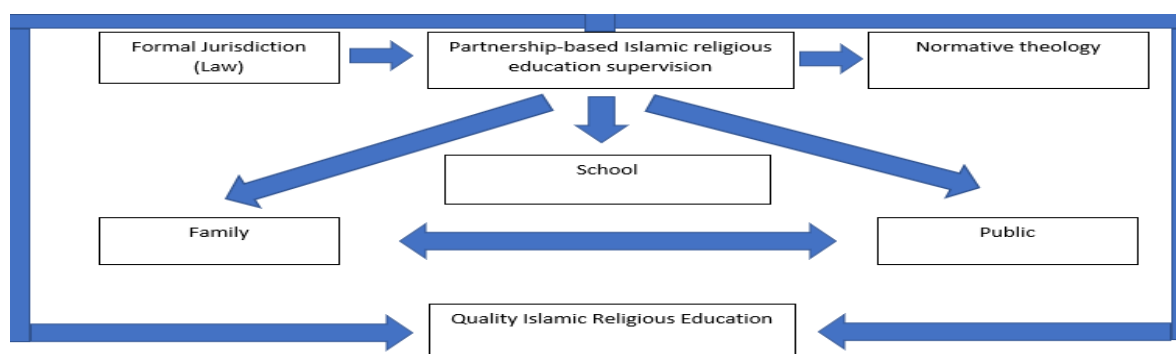 Formal Jurisdiction
(Law)
Partnership-based Islamic religious
education supervision
Normative theology
School
Family
Public
Quality Islamic Religious Education